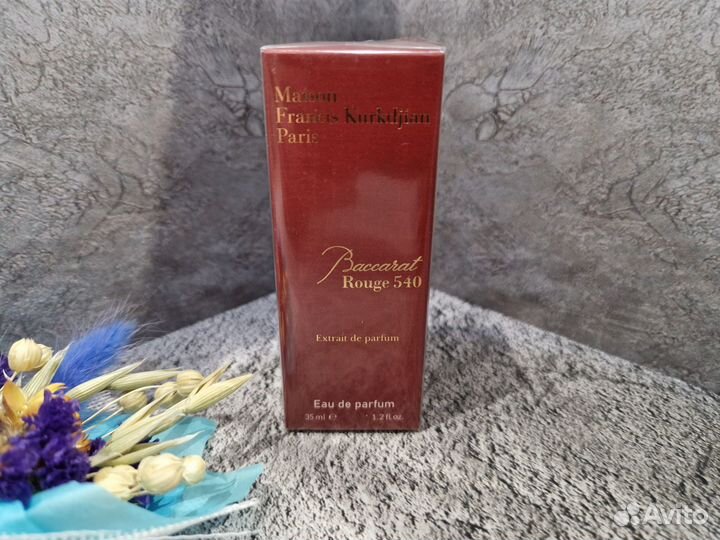 Maison
Francis Kurkdjian
Paris
Baccarat
Rouge 540
Extrait de parfum
Eau de parfum
35 ml ℮ 1.2 fl.oz.
Avito